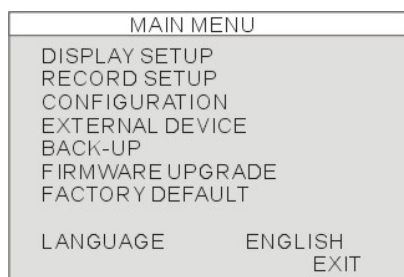 MAIN MENU
DISPLAY SETUP
RECORD SETUP
CONFIGURATION
EXTERNAL DEVICE
BACK-UP
FIRMWARE UPGRADE
FACTORY DEFAULT
LANGUAGE ENGLISH
EXIT